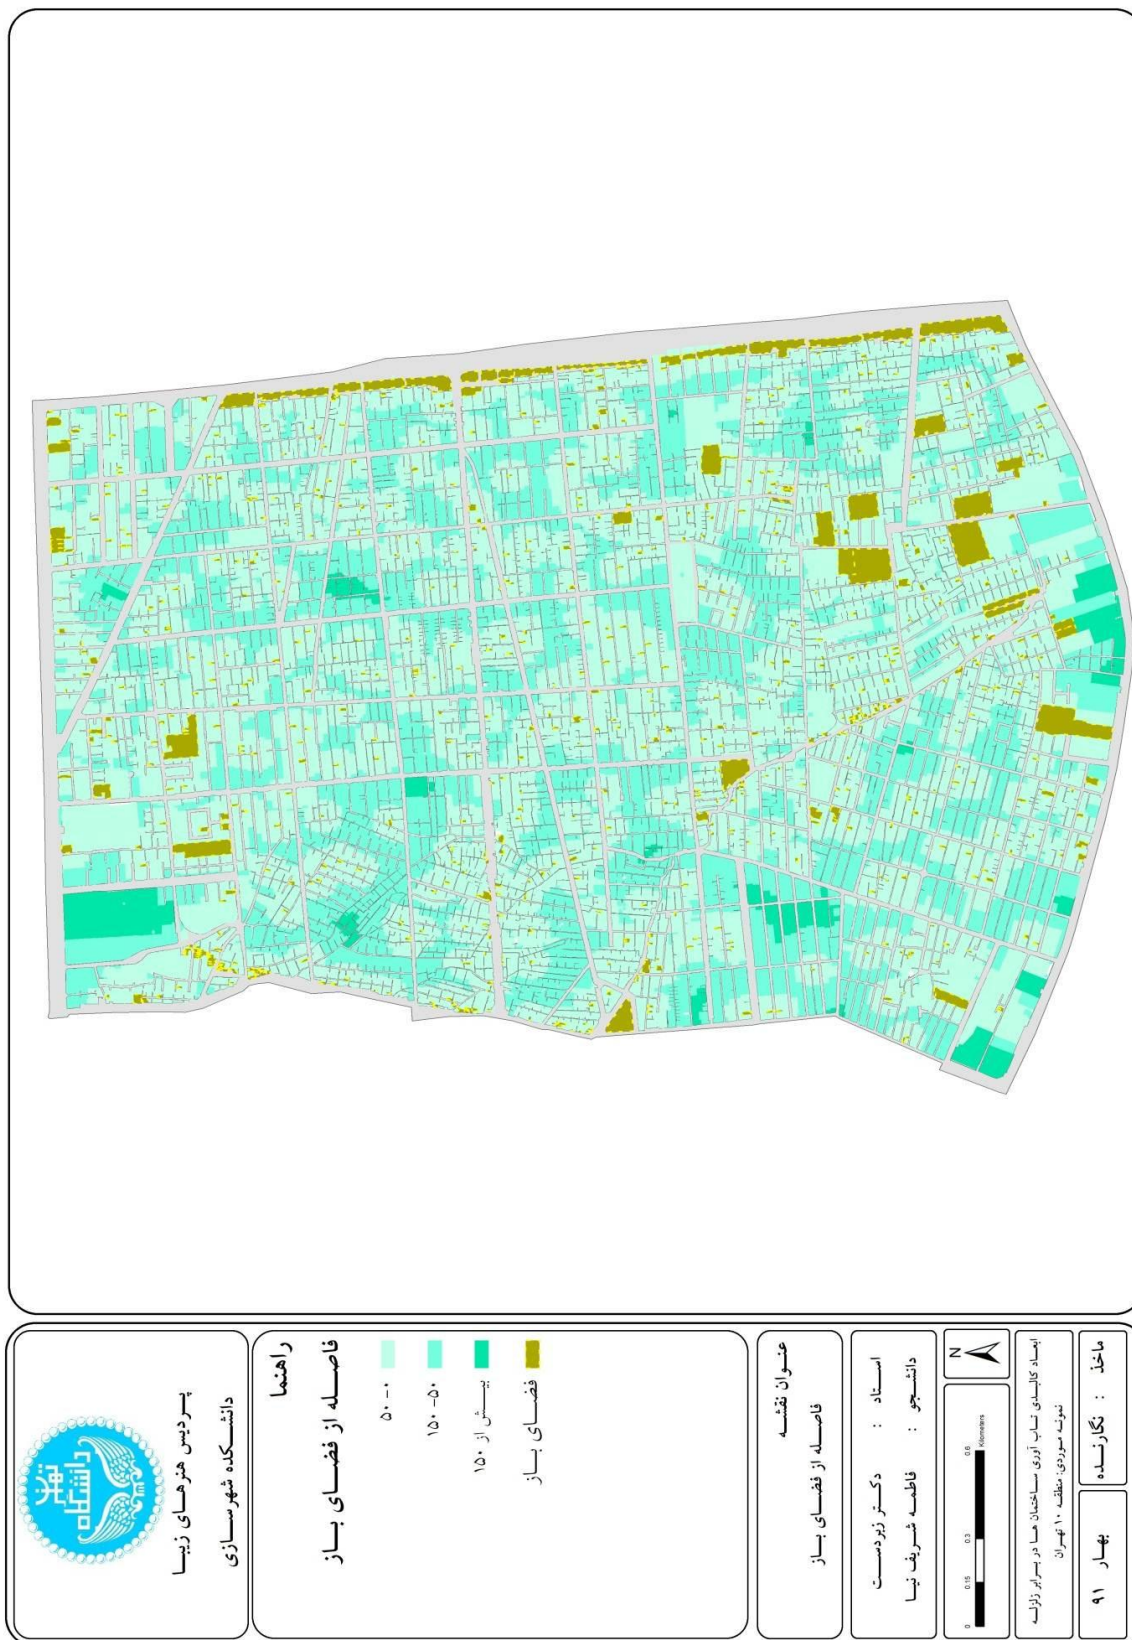 دانشگاه
تهران
پردیس هنرهای زیبا
دانشکده شهرسازی
راهنما
فاصله از فضای باز
۵۰ -۰
۱۵۰ -۵۰
بیش از ۱۵۰
فضای باز
عنوان نقشه
فاصله از فضای باز
استاد : دکتر زبردست
دانشجو : فاطمه شریف نیا
N
0 0.15 0.3 0.6
Kilometers
ابعاد کالبدی تاب آوری ساختمان ها در برابر زلزله
نمونه موردی: منطقه ۱۰ تهران
ماخذ : نگارنده
بهار ۹۱